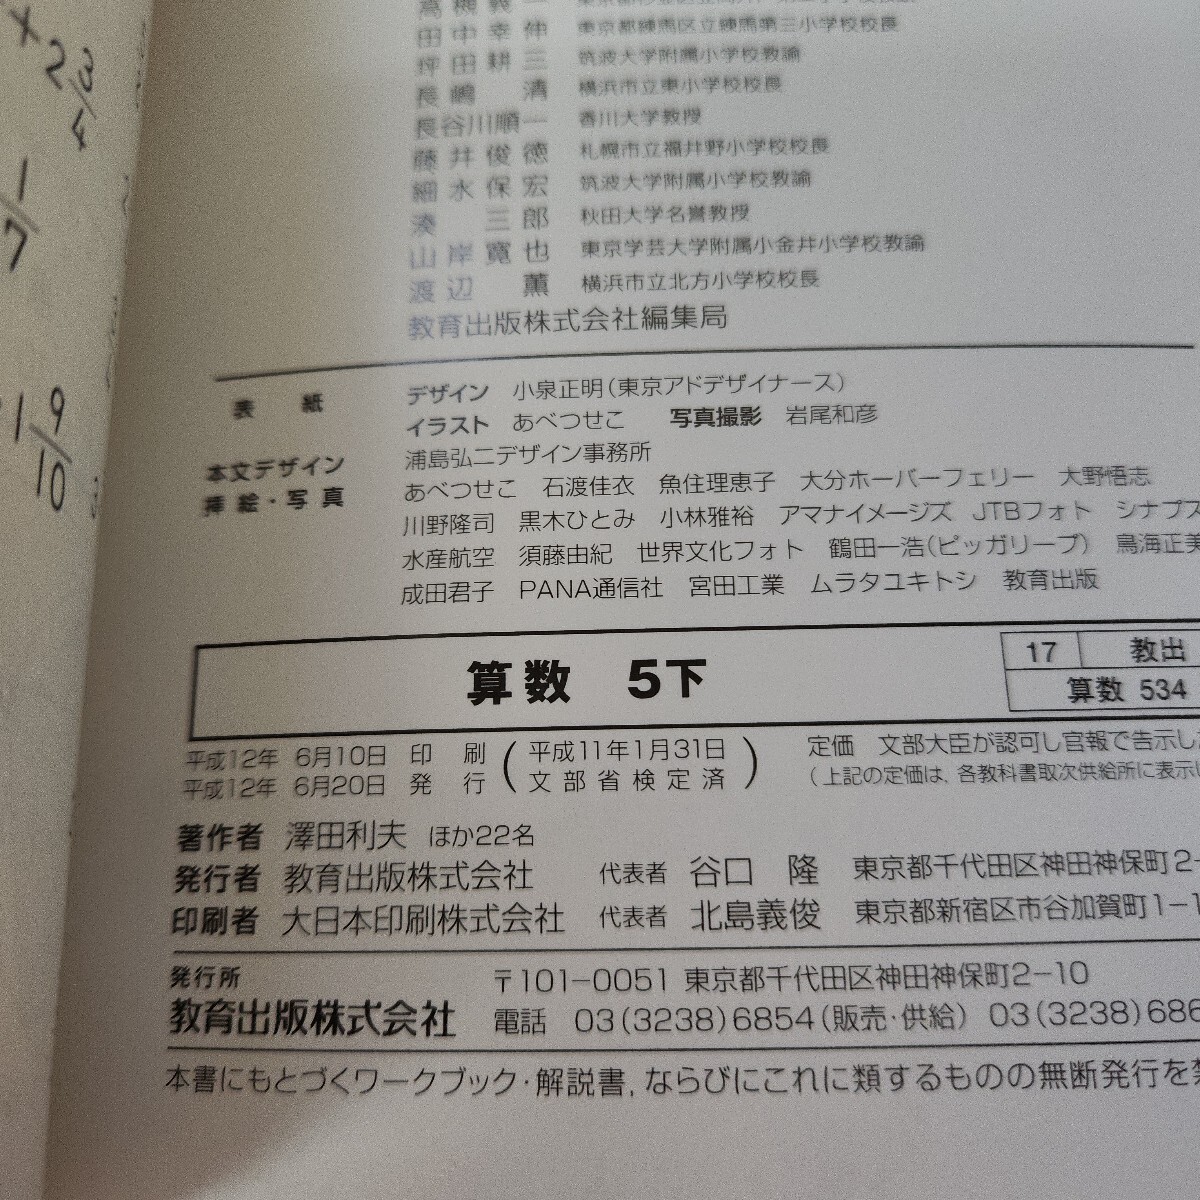 田中幸伸 東京都練馬区立練馬第三小学校校長
坪田耕三 筑波大学附属小学校教諭
長嶋 清 横浜市立東小学校校長
長谷川順一 香川大学教授
藤井俊徳 札幌市立福井野小学校校長
細水保宏 筑波大学附属小学校教諭
湊 三郎 秋田大学名誉教授
山岸寛也 東京学芸大学附属小金井小学校教諭
渡辺 薫 横浜市立北方小学校校長
教育出版株式会社編集局
表 紙 デザイン 小泉正明(東京アドデザイナース)
イラスト あべつせこ 写真撮影 岩尾和彦
本文デザイン 浦島弘二デザイン事務所
挿絵・写真 あべつせこ 石渡佳衣 魚住理恵子 大分ホーバーフェリー 大野悟志
川野隆司 黒木ひとみ 小林雅裕 アマナイメージズ JTBフォト シナプス
水産航空 須藤由紀 世界文化フォト 鶴田一浩(ピッガリープ) 鳥海正美
成田君子 PANA通信社 宮田工業 ムラタユキトシ 教育出版
算数 5下
17 教出
算数 534
平成12年 6月10日 印刷 (平成11年1月31日
平成12年 6月20日 発行 文部省検定済)
定価 文部大臣が認可し官報で告示し
(上記の定価は、各教科書取次供給所に表示
著作者 澤田利夫 ほか22名
発行者 教育出版株式会社 代表者 谷口 隆 東京都千代田区神田神保町2-
印刷者 大日本印刷株式会社 代表者 北島義俊 東京都新宿区市谷加賀町1-1
発行所
教育出版株式会社
〒101-0051 東京都千代田区神田神保町2-10
電話 03(3238)6854(販売・供給) 03(3238)686
本書にもとづくワークブック・解説書,ならびにこれに類するものの無断発行を
× 2 3/4
1/7
1 9/10